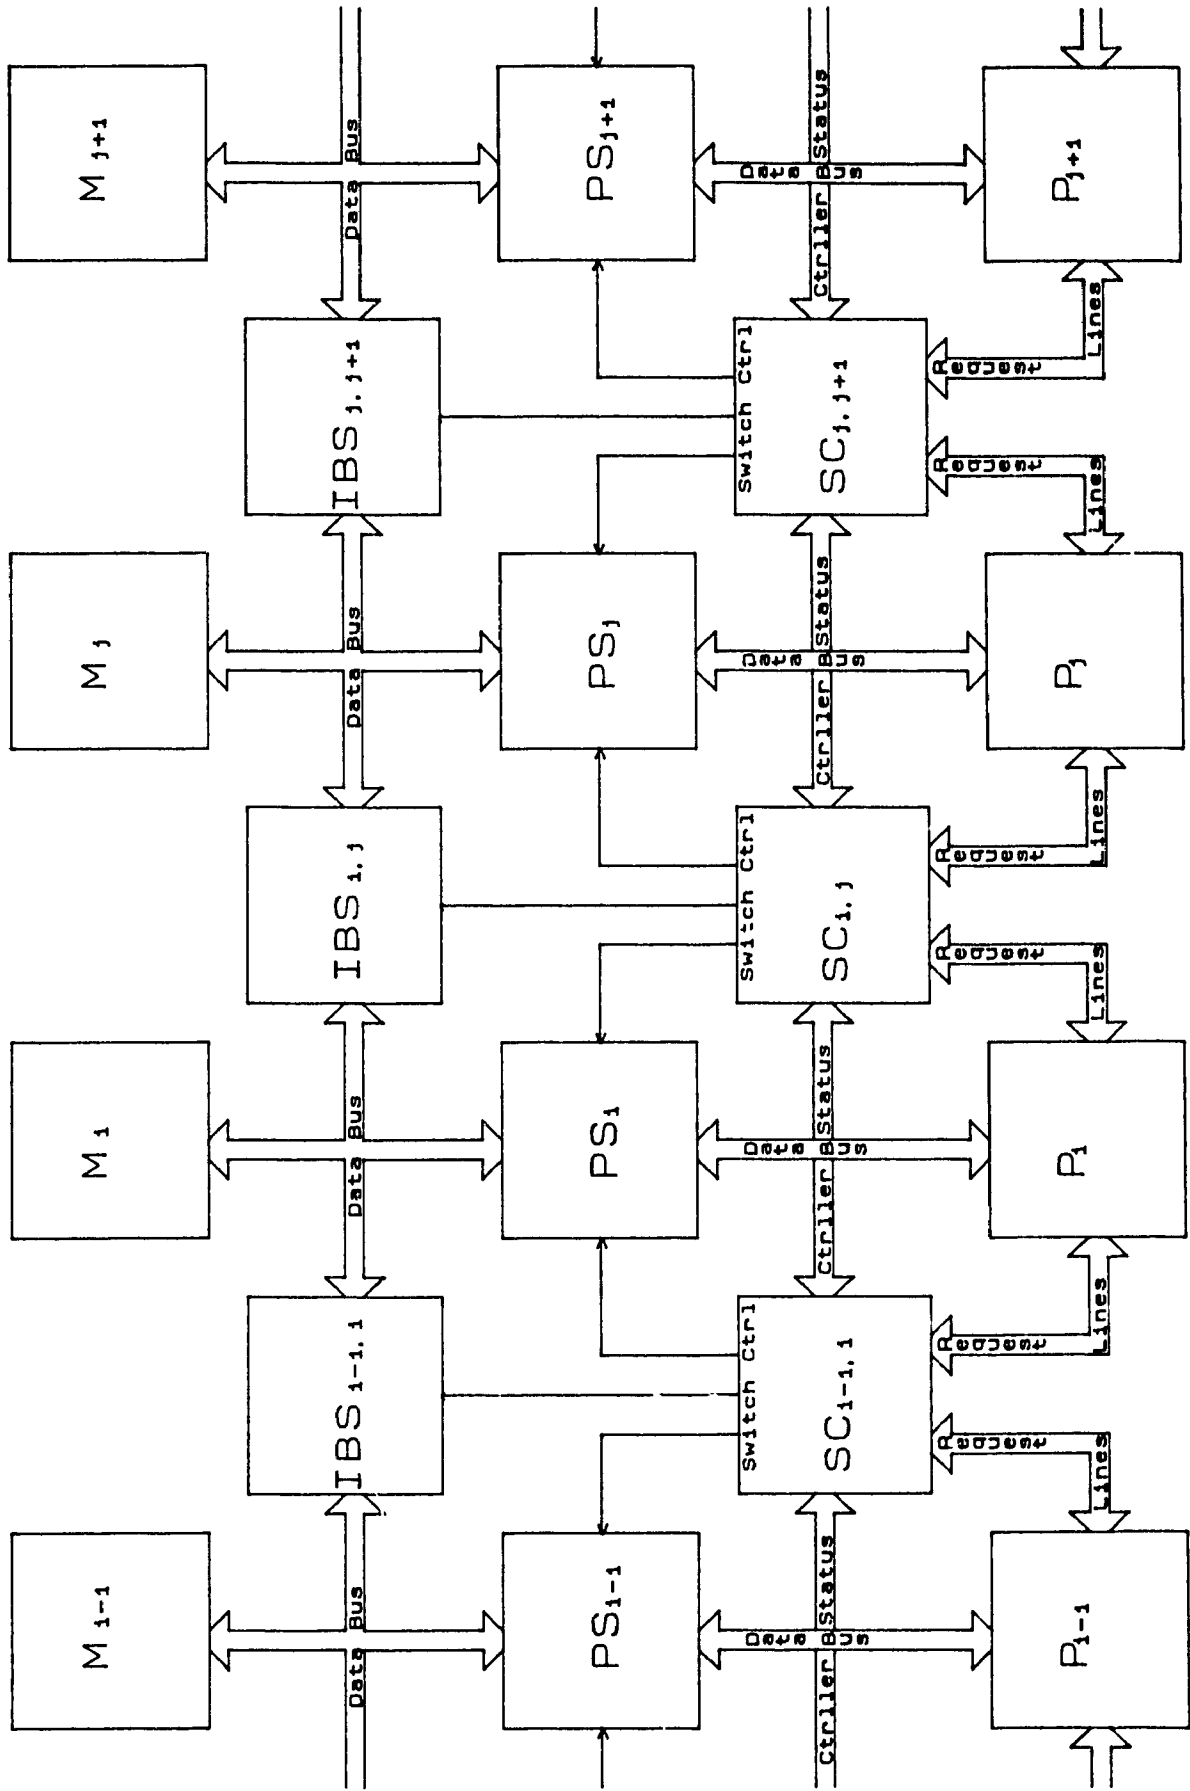 M i-1
M i
M j
M j+1
Data Bus
IBS i-1,i
Data Bus
IBS i,j
Data Bus
IBS j,j+1
Data Bus
PS i-1
PS i
PS j
PS j+1
Switch Ctrl
Switch Ctrl
Switch Ctrl
Data Bus
Data Bus
Data Bus
Data Bus
Ctrller Status
SC i-1,i
Ctrller Status
SC i,j
Ctrller Status
SC j,j+1
Ctrller Status
Request
Request
Request
Request
Request
Request
Lines
Lines
Lines
Lines
Lines
Lines
P i-1
P i
P j
P j+1